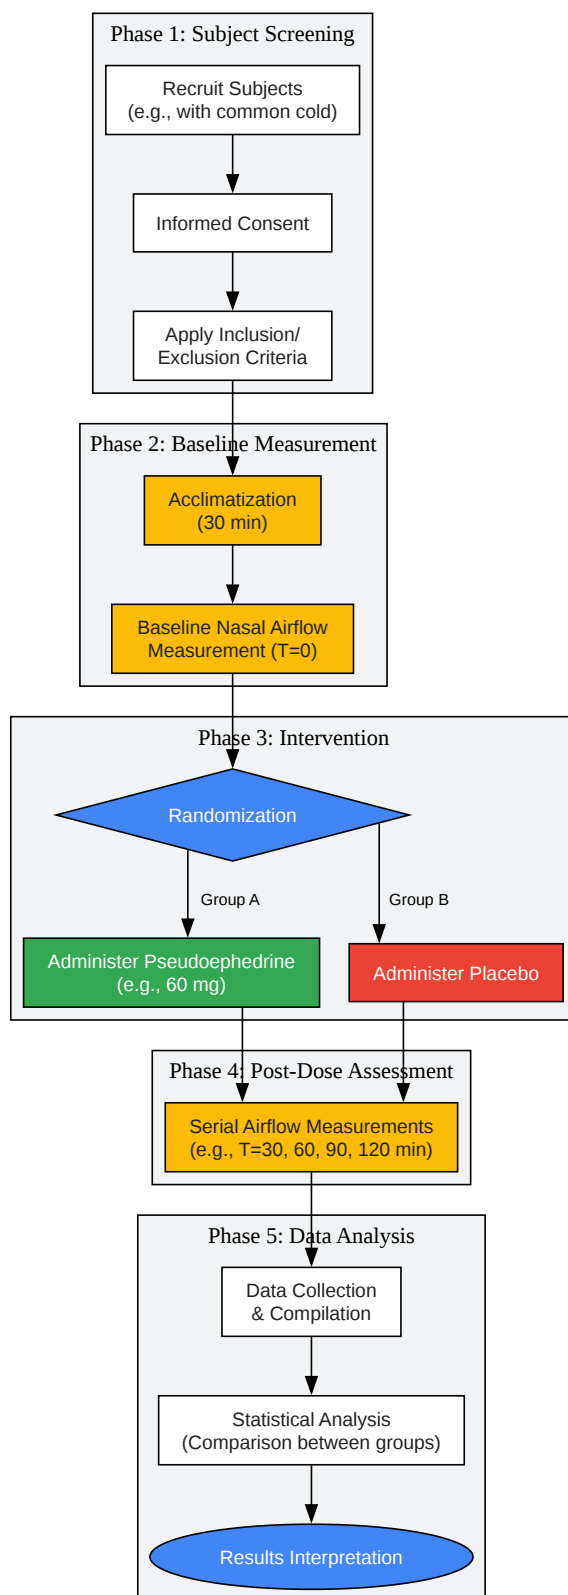 Phase 1: Subject Screening
Recruit Subjects
(e.g., with common cold)
Informed Consent
Apply Inclusion/
Exclusion Criteria
Phase 2: Baseline Measurement
Acclimatization
(30 min)
Baseline Nasal Airflow
Measurement (T=0)
Phase 3: Intervention
Randomization
Group A
Group B
Administer Pseudoephedrine
(e.g., 60 mg)
Administer Placebo
Phase 4: Post-Dose Assessment
Serial Airflow Measurements
(e.g., T=30, 60, 90, 120 min)
Phase 5: Data Analysis
Data Collection
& Compilation
Statistical Analysis
(Comparison between groups)
Results Interpretation